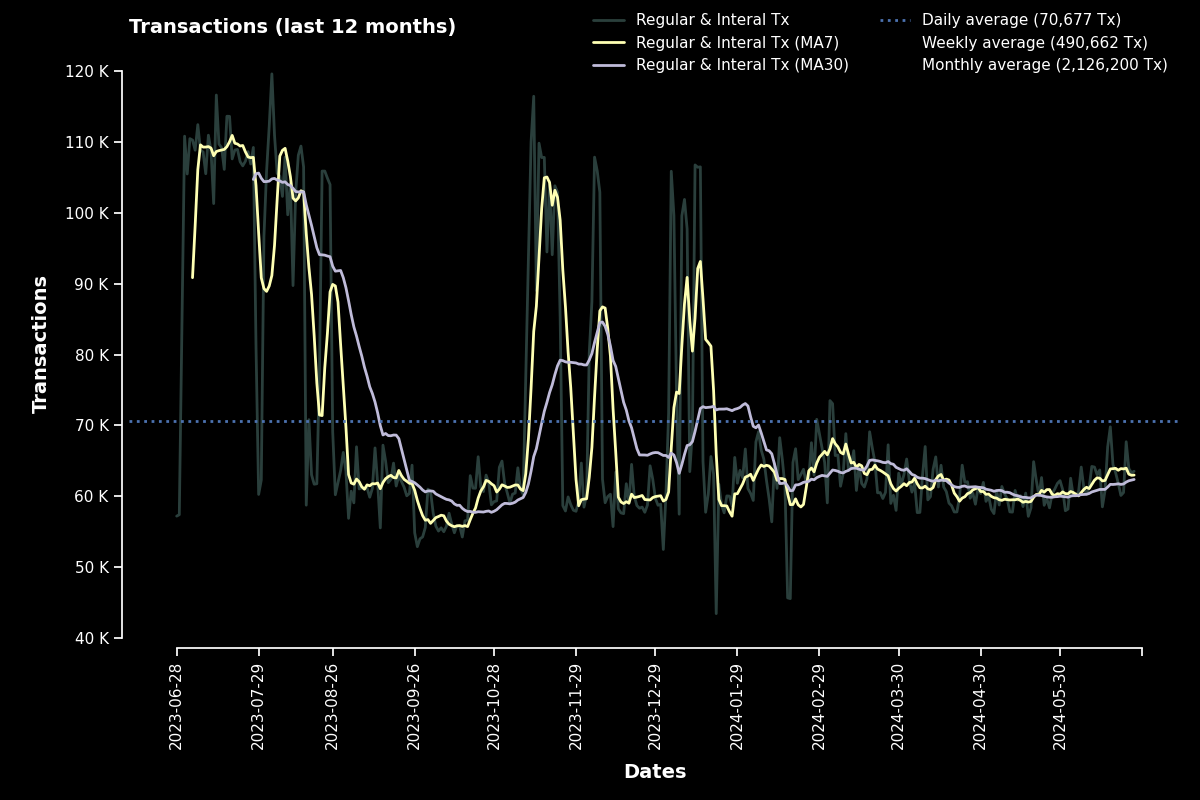 Transactions (last 12 months)
Regular & Interal Tx
Regular & Interal Tx (MA7)
Regular & Interal Tx (MA30)
Daily average (70,677 Tx)
Weekly average (490,662 Tx)
Monthly average (2,126,200 Tx)
120 K
110 K
100 K
90 K
80 K
70 K
60 K
50 K
40 K
Transactions
2023-06-28
2023-07-29
2023-08-26
2023-09-26
2023-10-28
2023-11-29
2023-12-29
2024-01-29
2024-02-29
2024-03-30
2024-04-30
2024-05-30
Dates